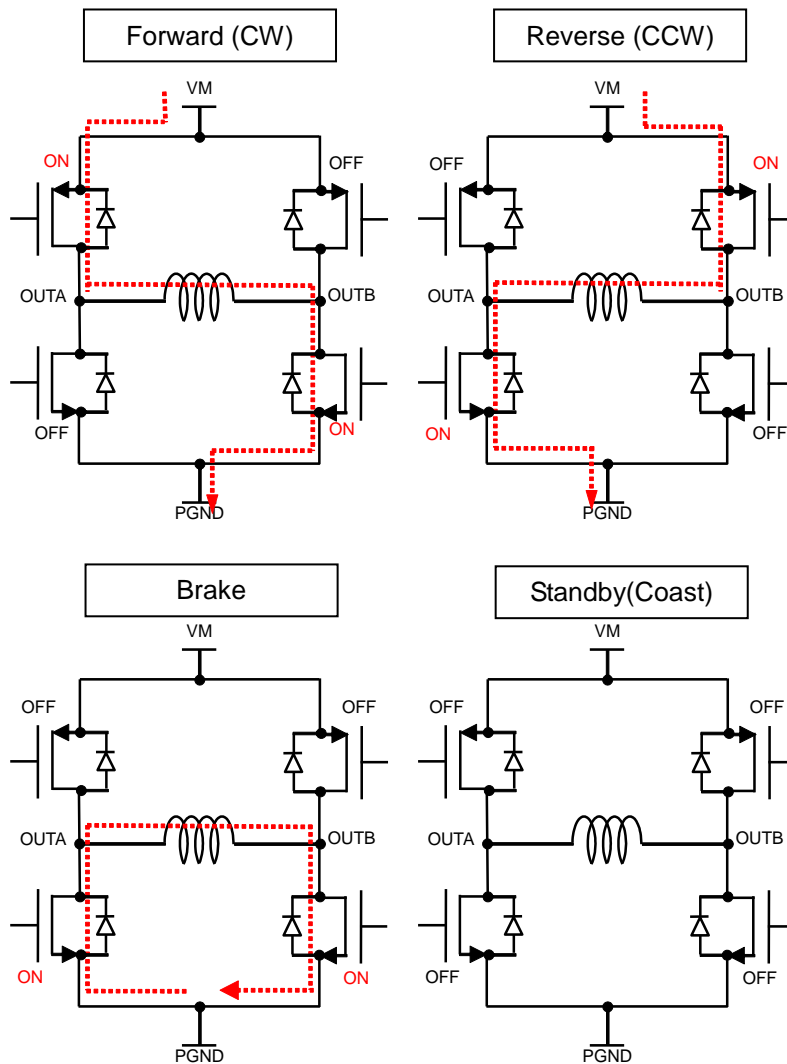 Forward (CW)
VM
ON
OFF
OUTA
OUTB
OFF
ON
PGND
Reverse (CCW)
VM
OFF
ON
OUTA
OUTB
ON
OFF
PGND
Brake
VM
OFF
OFF
OUTA
OUTB
ON
ON
PGND
Standby(Coast)
VM
OFF
OFF
OUTA
OUTB
OFF
OFF
PGND